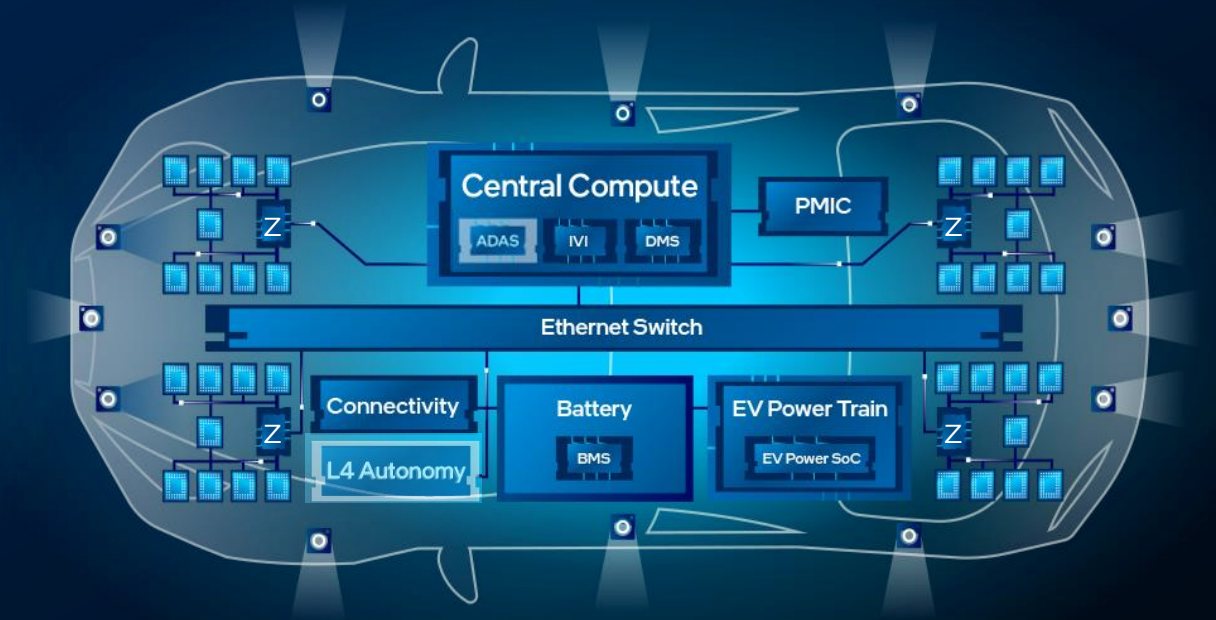 Central Compute
ADAS
IVI
DMS
PMIC
Z
Z
Ethernet Switch
Connectivity
Battery
EV Power Train
Z
BMS
EV Power SoC
Z
L4 Autonomy